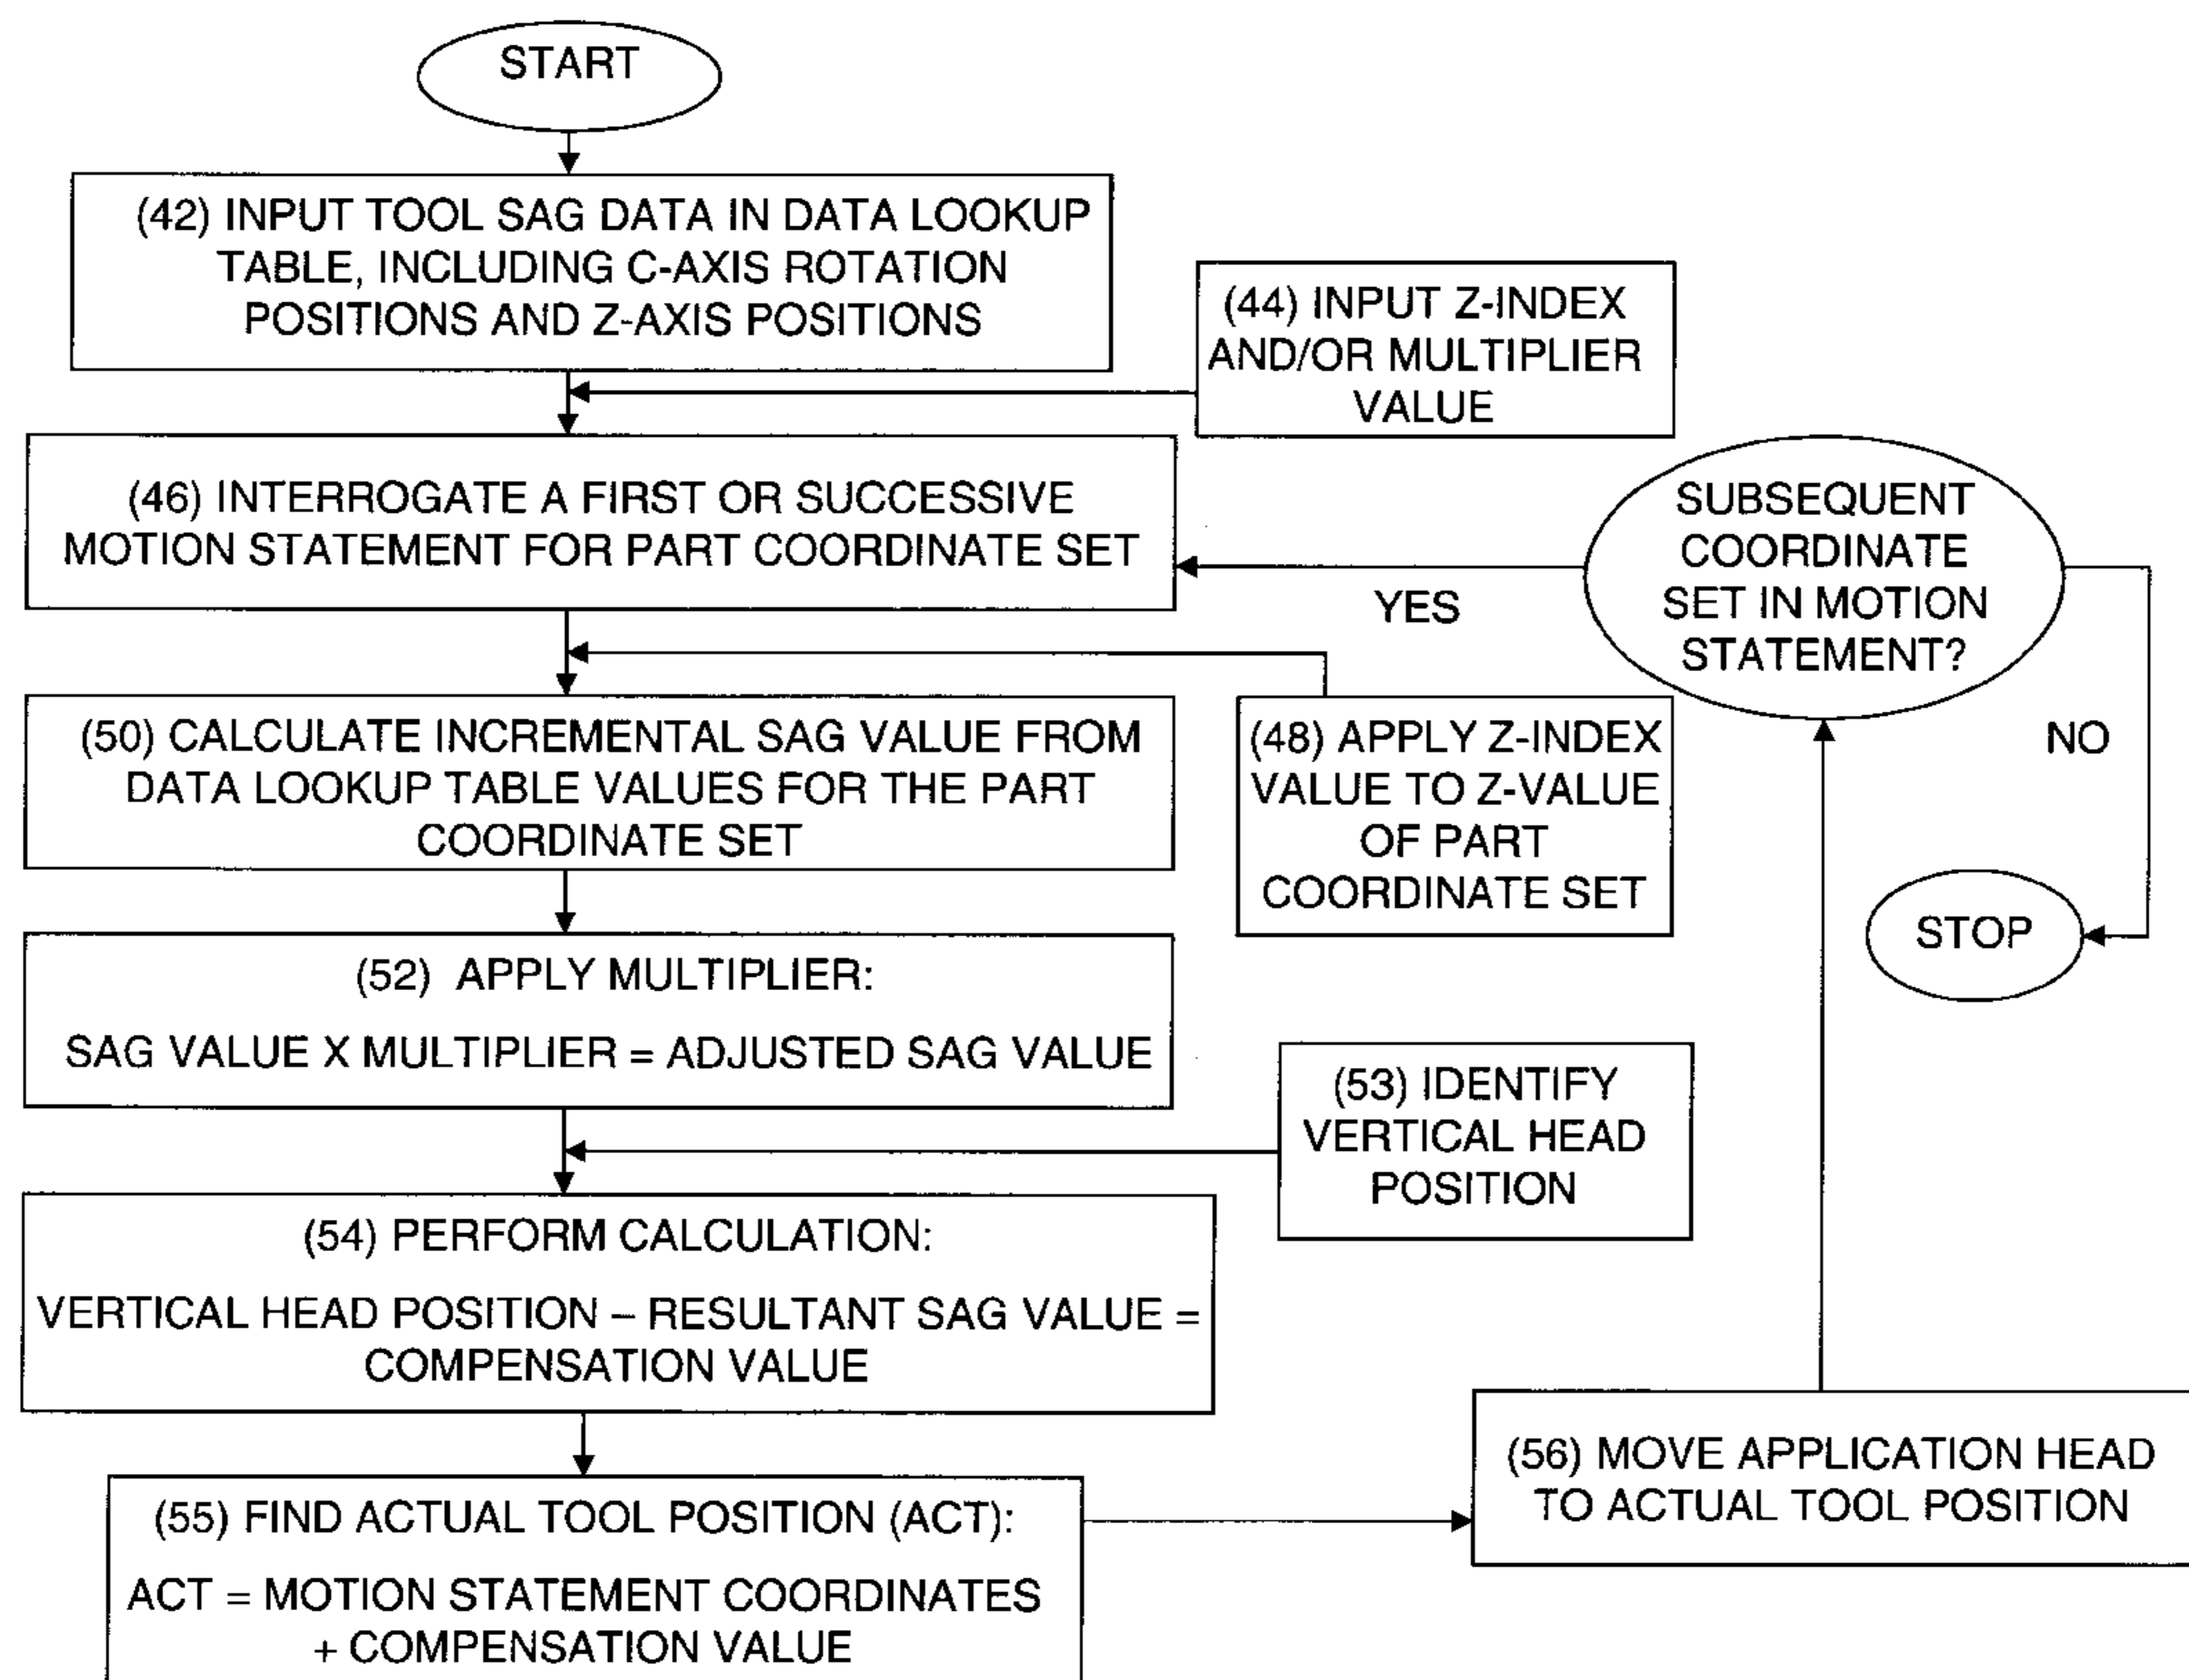 START
(42) INPUT TOOL SAG DATA IN DATA LOOKUP
TABLE, INCLUDING C-AXIS ROTATION
POSITIONS AND Z-AXIS POSITIONS
(44) INPUT Z-INDEX
AND/OR MULTIPLIER
VALUE
(46) INTERROGATE A FIRST OR SUCCESSIVE
MOTION STATEMENT FOR PART COORDINATE SET
SUBSEQUENT
COORDINATE
SET IN MOTION
STATEMENT?
YES
NO
(48) APPLY Z-INDEX
VALUE TO Z-VALUE
OF PART
COORDINATE SET
(50) CALCULATE INCREMENTAL SAG VALUE FROM
DATA LOOKUP TABLE VALUES FOR THE PART
COORDINATE SET
STOP
(52) APPLY MULTIPLIER:
SAG VALUE X MULTIPLIER = ADJUSTED SAG VALUE
(53) IDENTIFY
VERTICAL HEAD
POSITION
(54) PERFORM CALCULATION:
VERTICAL HEAD POSITION – RESULTANT SAG VALUE =
COMPENSATION VALUE
(55) FIND ACTUAL TOOL POSITION (ACT):
ACT = MOTION STATEMENT COORDINATES
+ COMPENSATION VALUE
(56) MOVE APPLICATION HEAD
TO ACTUAL TOOL POSITION